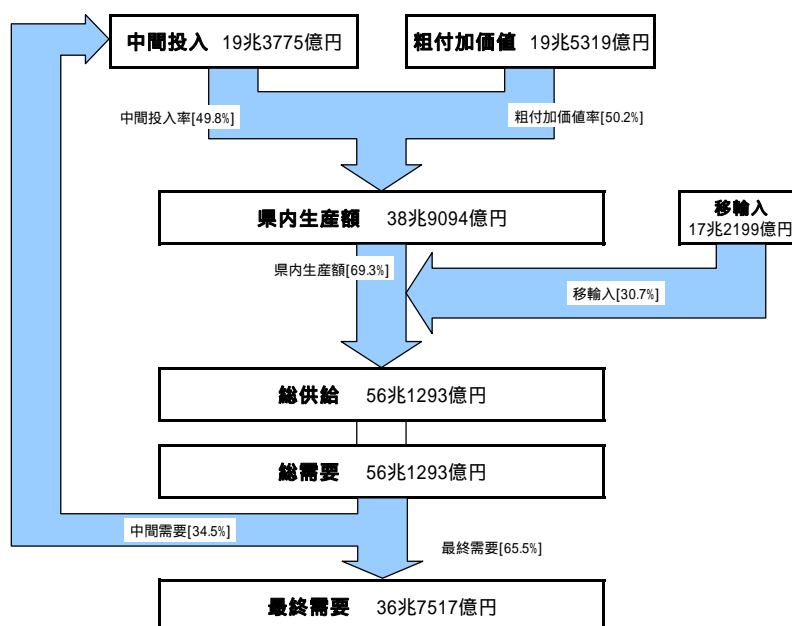 中間投入 19兆3775億円
粗付加価値 19兆5319億円
中間投入率[49.8%]
粗付加価値率[50.2%]
県内生産額 38兆9094億円
移輸入
17兆2199億円
県内生産額[69.3%]
移輸入[30.7%]
総供給 56兆1293億円
総需要 56兆1293億円
中間需要[34.5%]
最終需要[65.5%]
最終需要 36兆7517億円